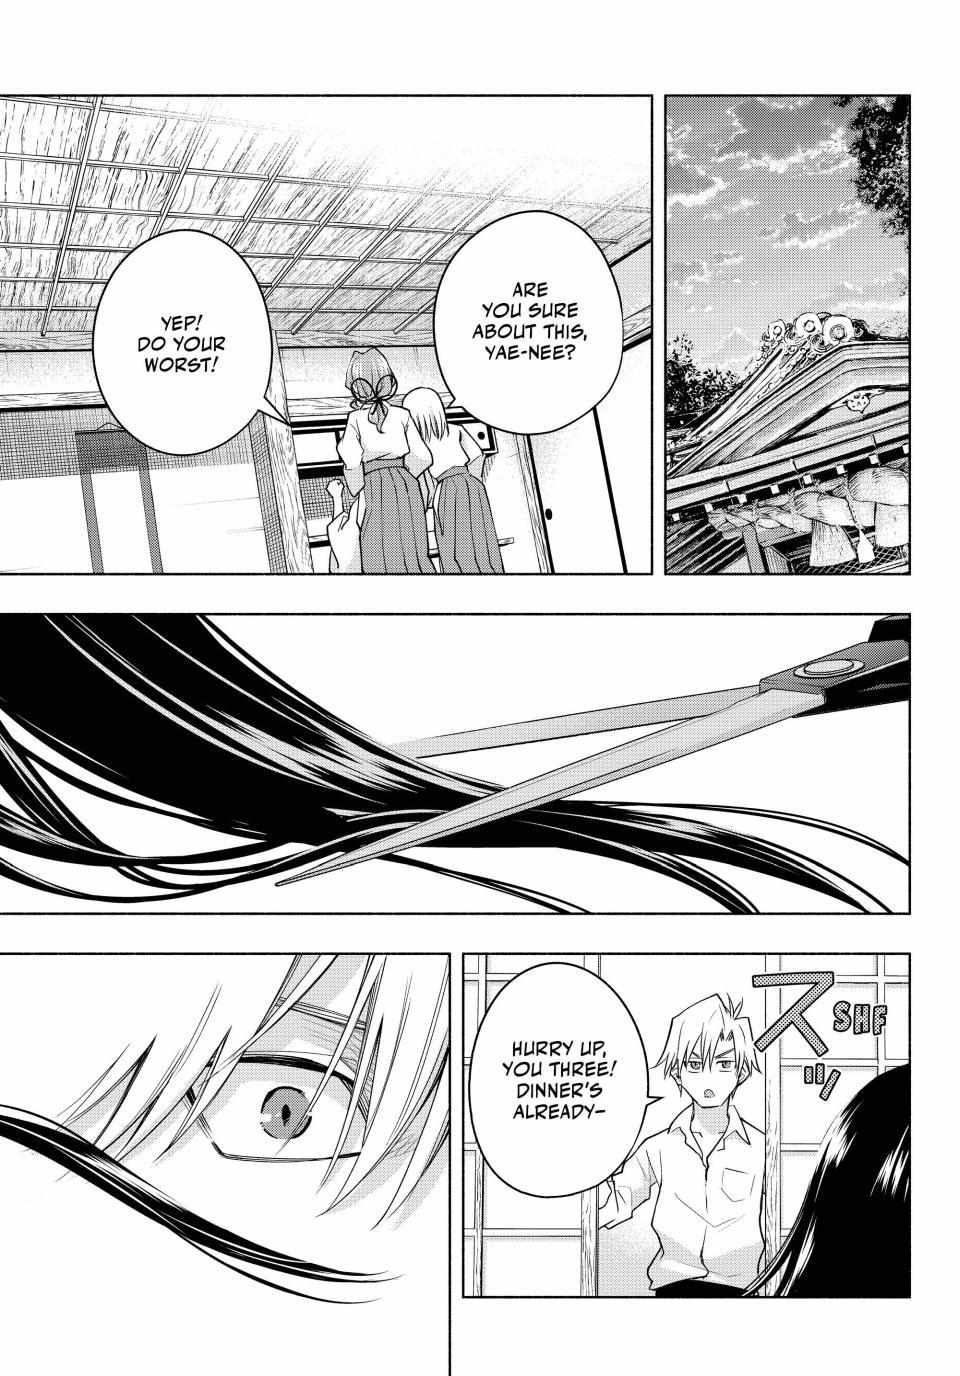 ARE
YOU SURE
ABOUT THIS,
YAE-NEE?
YEP!
DO YOUR
WORST!
ス
SHF
ッ
HURRY UP,
YOU THREE!
DINNER'S
ALREADY–